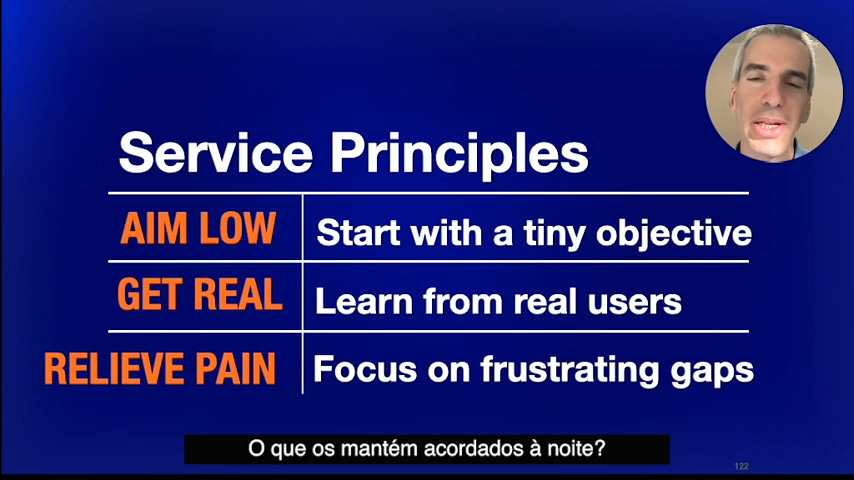 Service Principles
AIM LOW Start with a tiny objective
GET REAL Learn from real users
RELIEVE PAIN Focus on frustrating gaps
O que os mantém acordados à noite?
122